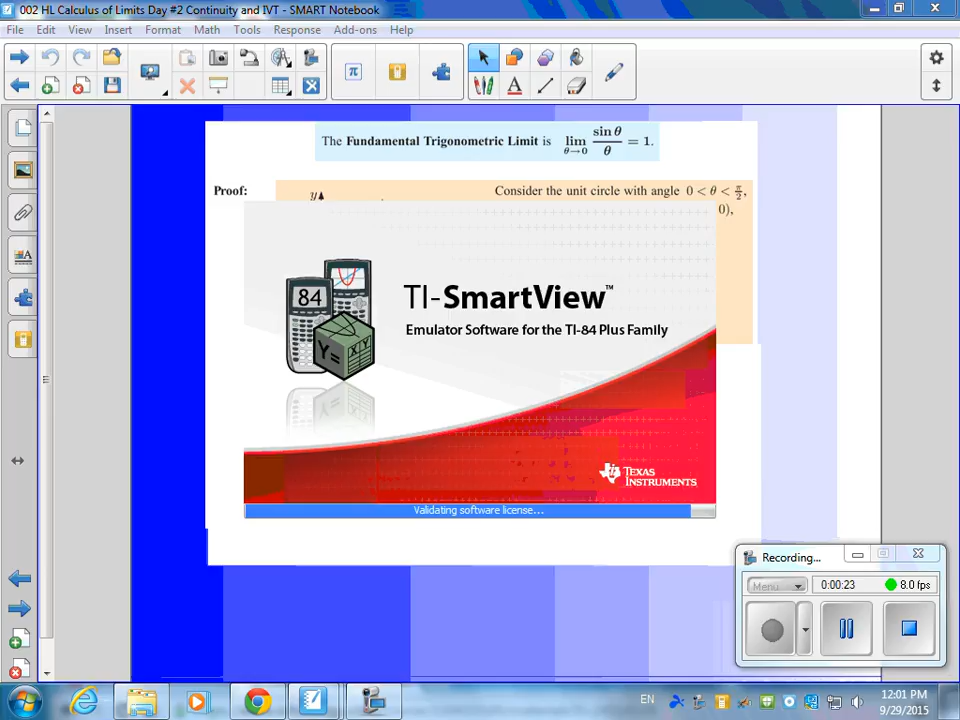 002 HL Calculus of Limits Day #2 Continuity and IVT - SMART Notebook
File Edit View Insert Format Math Tools Response Add-ons Help
π
A
The Fundamental Trigonometric Limit is lim θ→0 sin θ / θ = 1.
Proof:
y
Consider the unit circle with angle 0 < θ < π/2,
0),
84
Y= X Y
TI-SmartView™
Emulator Software for the TI-84 Plus Family
TEXAS
INSTRUMENTS
Validating software license...
Recording...
Menu 0:00:23 8.0 fps
EN
12:01 PM
9/29/2015